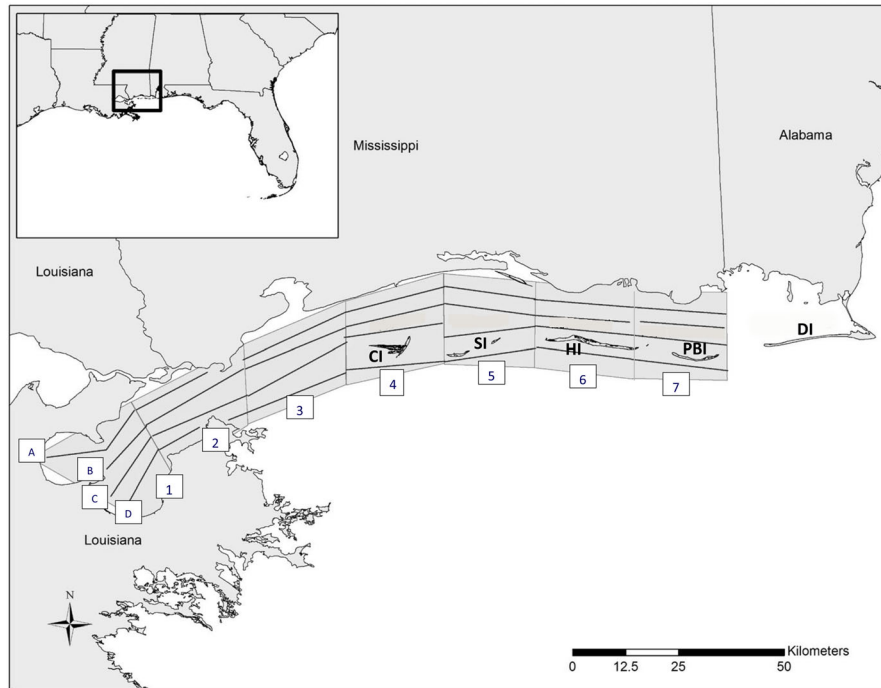 Mississippi
Alabama
Louisiana
DI
CI
SI
HI
PBI
4
5
6
7
3
2
A
B
1
C
D
Louisiana
N
Kilometers
0 12.5 25 50